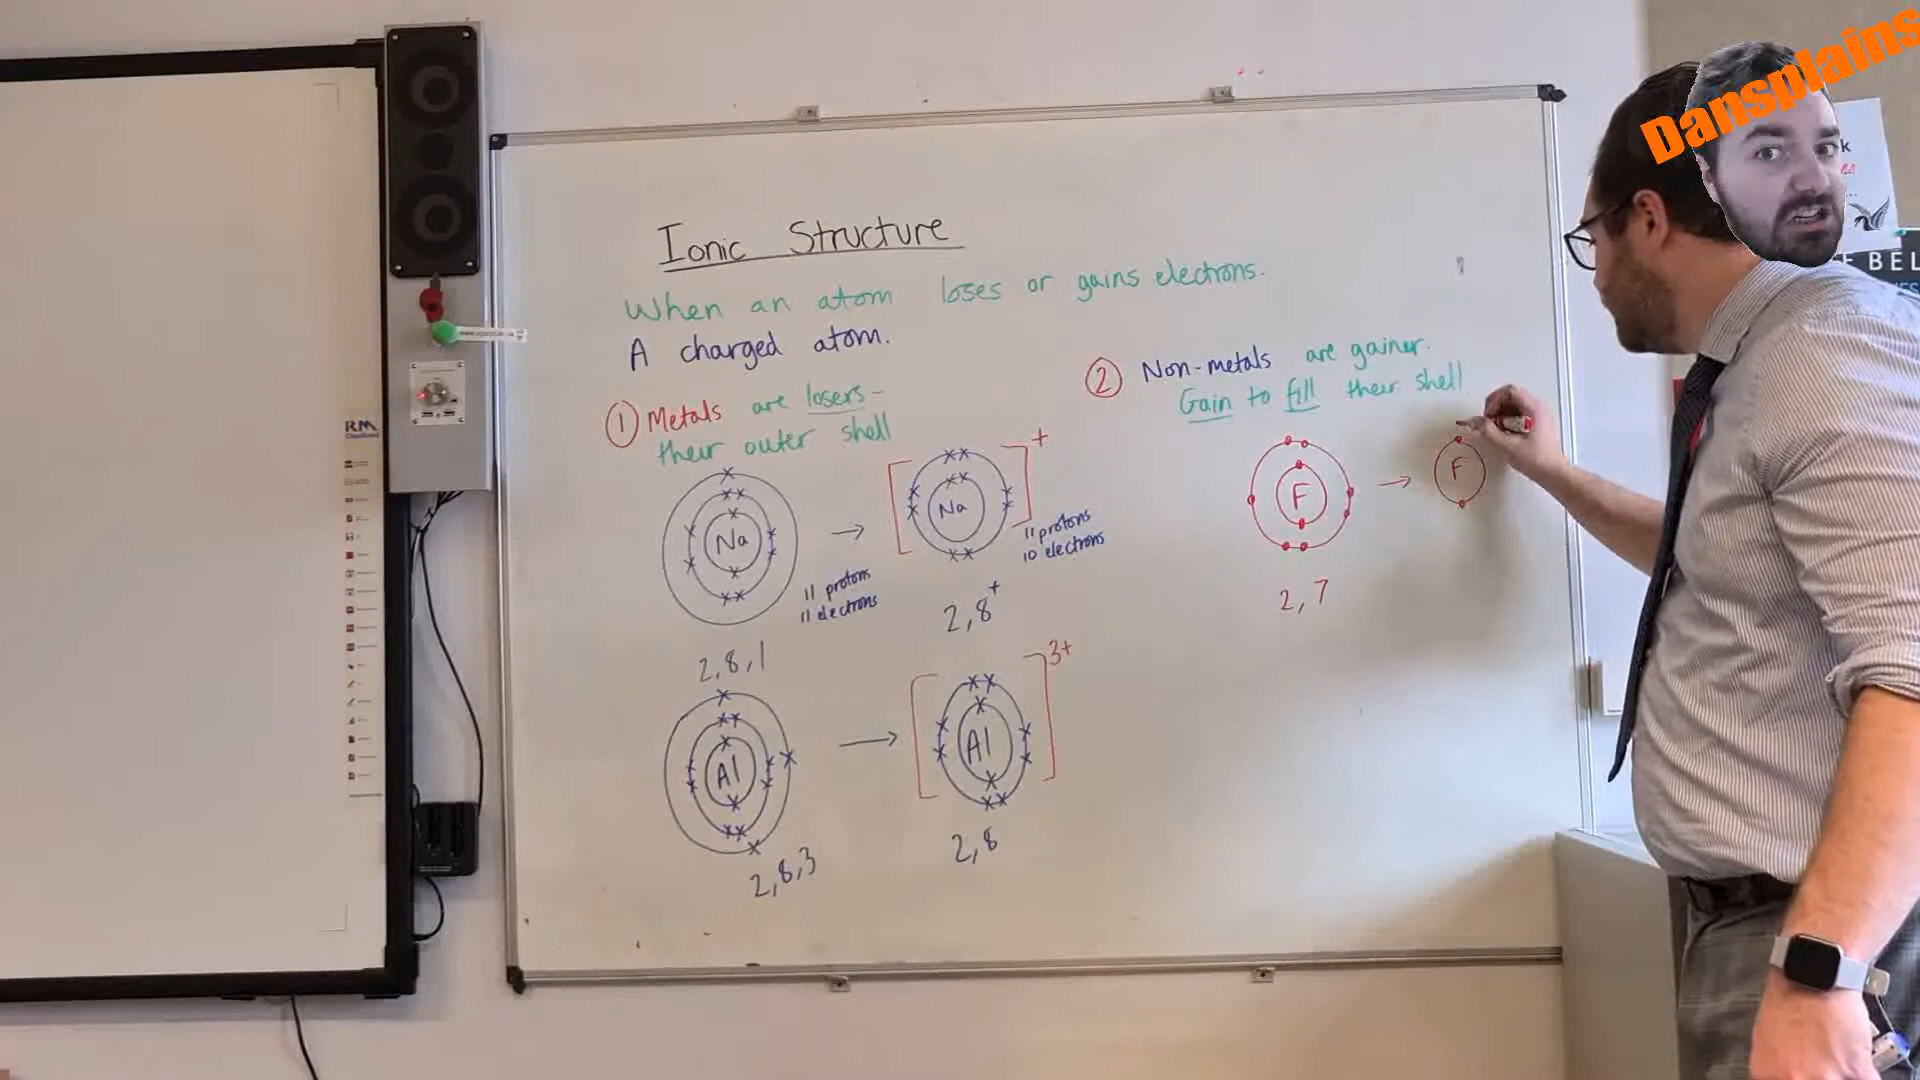 Dansplains
Ionic Structure
When an atom loses or gains electrons.
A charged atom.
① Metals are losers-
their outer shell
Na
11 protons
11 electrons
2,8,1
Na
+
11 protons
10 electrons
2,8+
Al
2,8,3
Al
3+
2,8
② Non-metals are gainer.
Gain to fill their shell
F
2,7
F
RM
k
E BEL